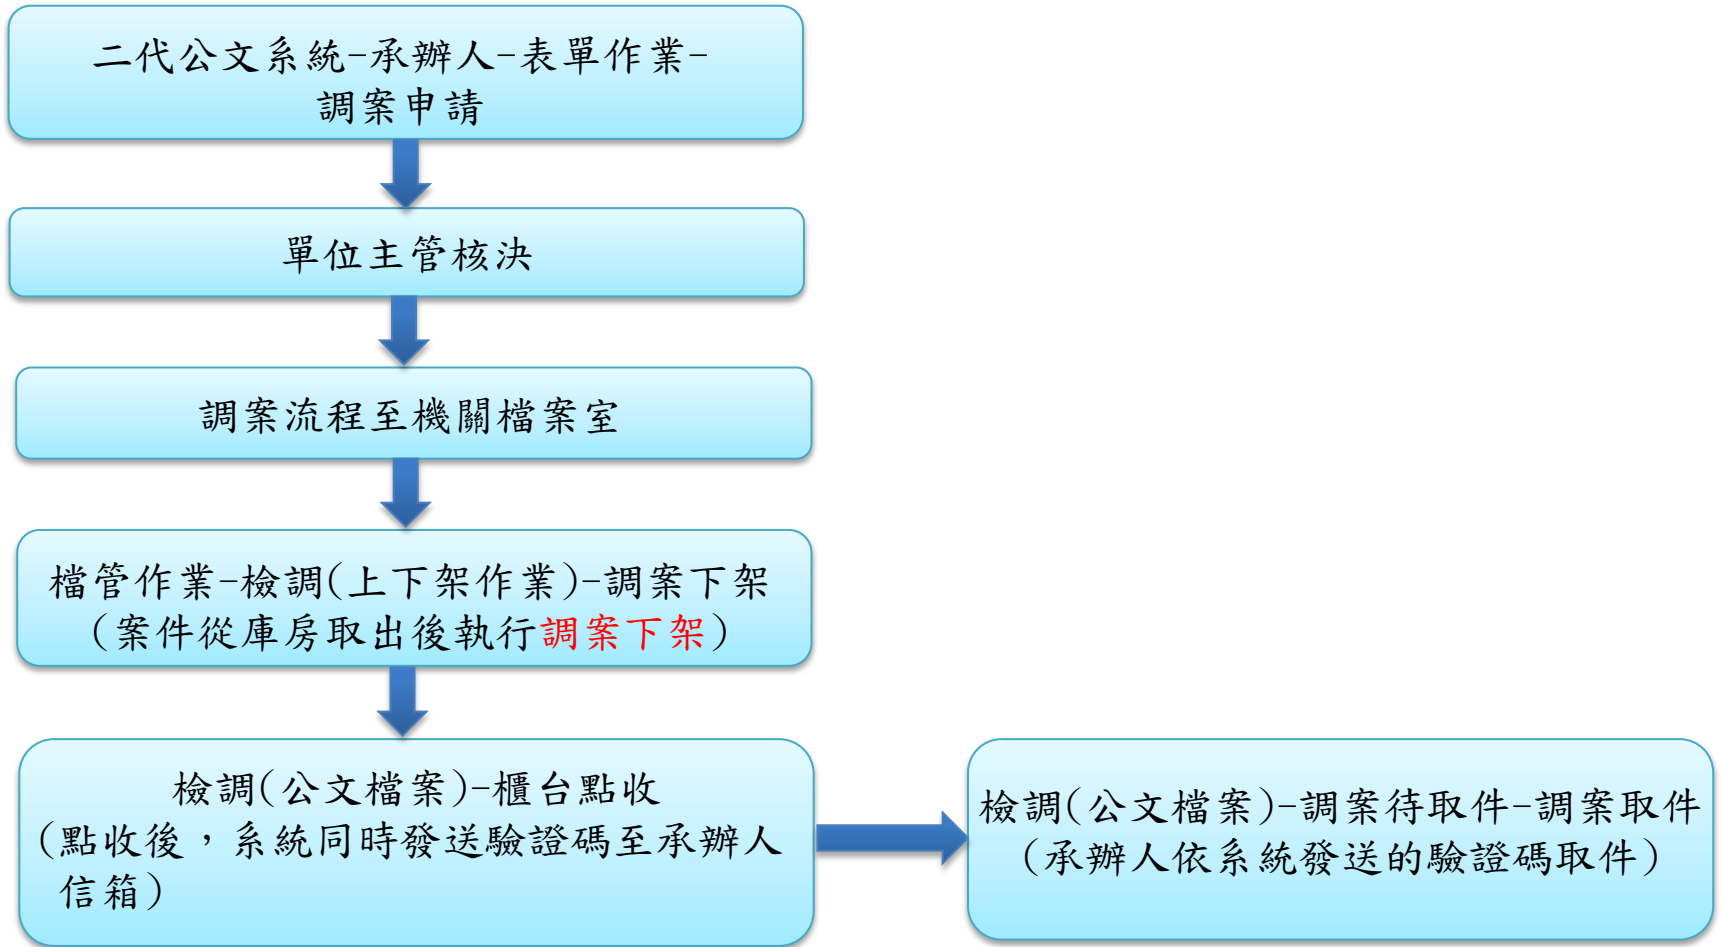 二代公文系統-承辦人-表單作業-
調案申請
單位主管核決
調案流程至機關檔案室
檔管作業-檢調(上下架作業)-調案下架
(案件從庫房取出後執行調案下架)
檢調(公文檔案)-櫃台點收
(點收後，系統同時發送驗證碼至承辦人
信箱)
檢調(公文檔案)-調案待取件-調案取件
(承辦人依系統發送的驗證碼取件)